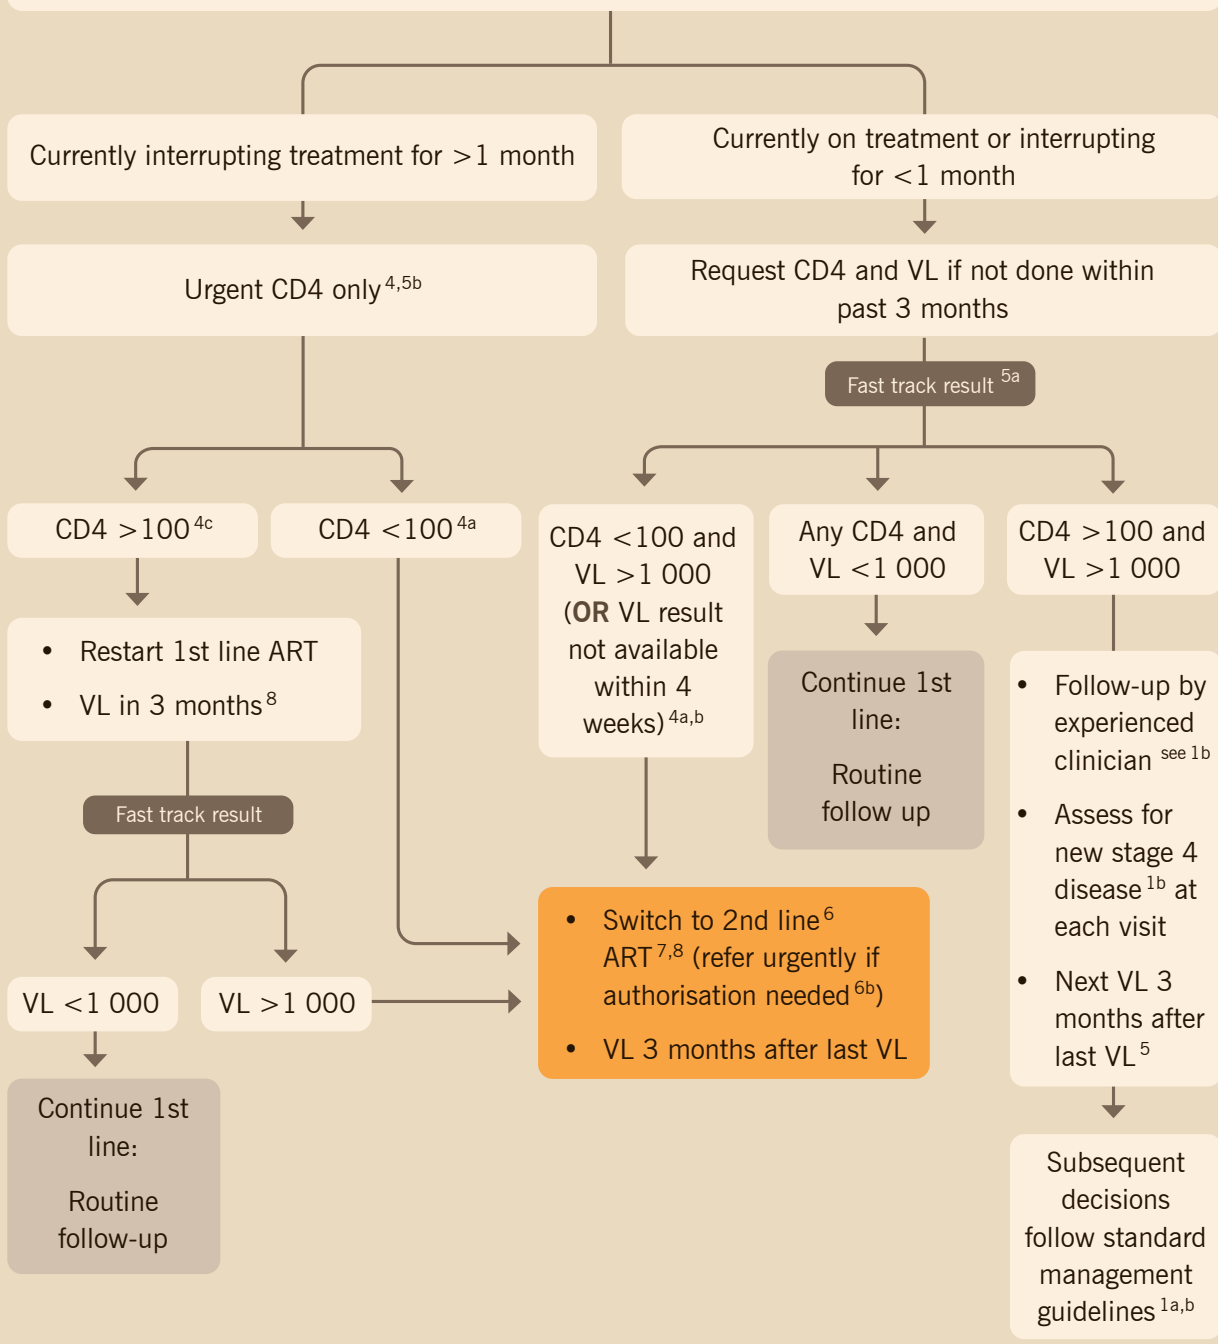 Currently interrupting treatment for >1 month
Currently on treatment or interrupting
for <1 month
Urgent CD4 only 4,5b
Request CD4 and VL if not done within
past 3 months
Fast track result 5a
CD4 >100 4c
CD4 <100 4a
CD4 <100 and
VL >1 000
(OR VL result
not available
within 4
weeks) 4a,b
Any CD4 and
VL <1 000
CD4 >100 and
VL >1 000
• Restart 1st line ART
• VL in 3 months 8
Continue 1st
line:
Routine
follow up
• Follow-up by
experienced
clinician see 1b
• Assess for
new stage 4
disease 1b at
each visit
• Next VL 3
months after
last VL 5
Fast track result
• Switch to 2nd line 6
ART 7,8 (refer urgently if
authorisation needed 6b)
• VL 3 months after last VL
VL <1 000
VL >1 000
Continue 1st
line:
Routine
follow-up
Subsequent
decisions
follow standard
management
guidelines 1a,b